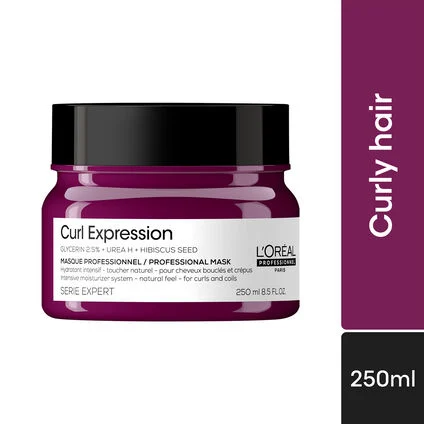 Curl Expression
GLYCERIN 2.5% + UREA H + HIBISCUS SEED
MASQUE PROFESSIONNEL / PROFESSIONAL MASK
Hydratant intensif - toucher naturel - pour cheveux bouclés et crépus
Intensive moisturizer system - natural feel - for curls and coils
SERIE EXPERT
250 ml 8.5 FL.OZ.
L'ORÉAL
PROFESSIONNEL
PARIS
Curly hair
250ml